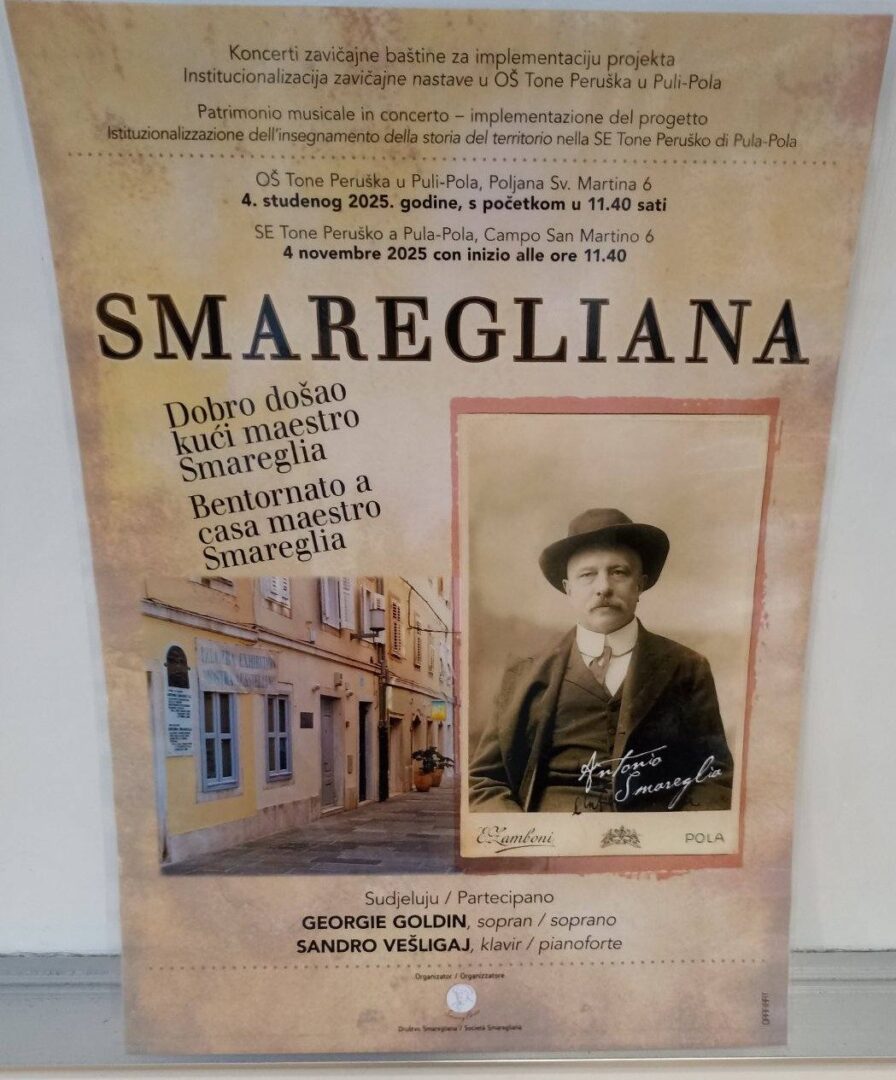 Koncerti zavičajne baštine za implementaciju projekta
Institucionalizacija zavičajne nastave u OŠ Tone Peruška u Puli-Pola
Patrimonio musicale in concerto – implementazione del progetto
Istituzionalizzazione dell'insegnamento della storia del territorio nella SE Tone Peruško di Pula-Pola
OŠ Tone Peruška u Puli-Pola, Poljana Sv. Martina 6
4. studenog 2025. godine, s početkom u 11.40 sati
SE Tone Peruško a Pula-Pola, Campo San Martino 6
4 novembre 2025 con inizio alle ore 11.40
SMAREGLIANA
Dobro došao
kući maestro
Smareglia
Bentornato a
casa maestro
Smareglia
Antonio
Smareglia
E. Zamboni
POLA
Sudjeluju / Partecipano
GEORGIE GOLDIN, sopran / soprano
SANDRO VEŠLIGAJ, klavir / pianoforte
Organizator / Organizzatore
Društvo Smaregliana / Società Smaregliana